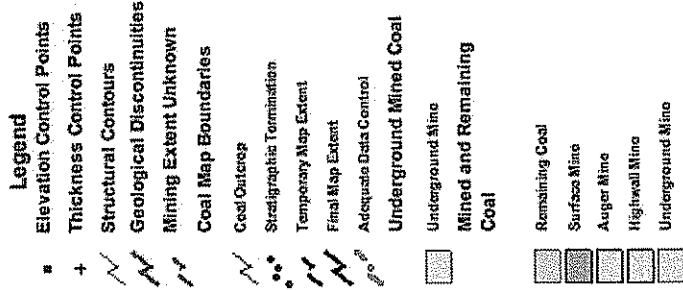 Legend
Elevation Control Points
Thickness Control Points
Structural Contours
Geological Discontinuities
Mining Extent Unknown
Coal Map Boundaries
Coal Outcrop
Stratigraphic Termination
Temporary Map Extent
Final Map Extent
Adequate Data Control
Underground Mined Coal
Underground Mine
Mined and Remaining
Coal
Remaining Coal
Surface Mine
Auger Mine
Highwall Mine
Underground Mine